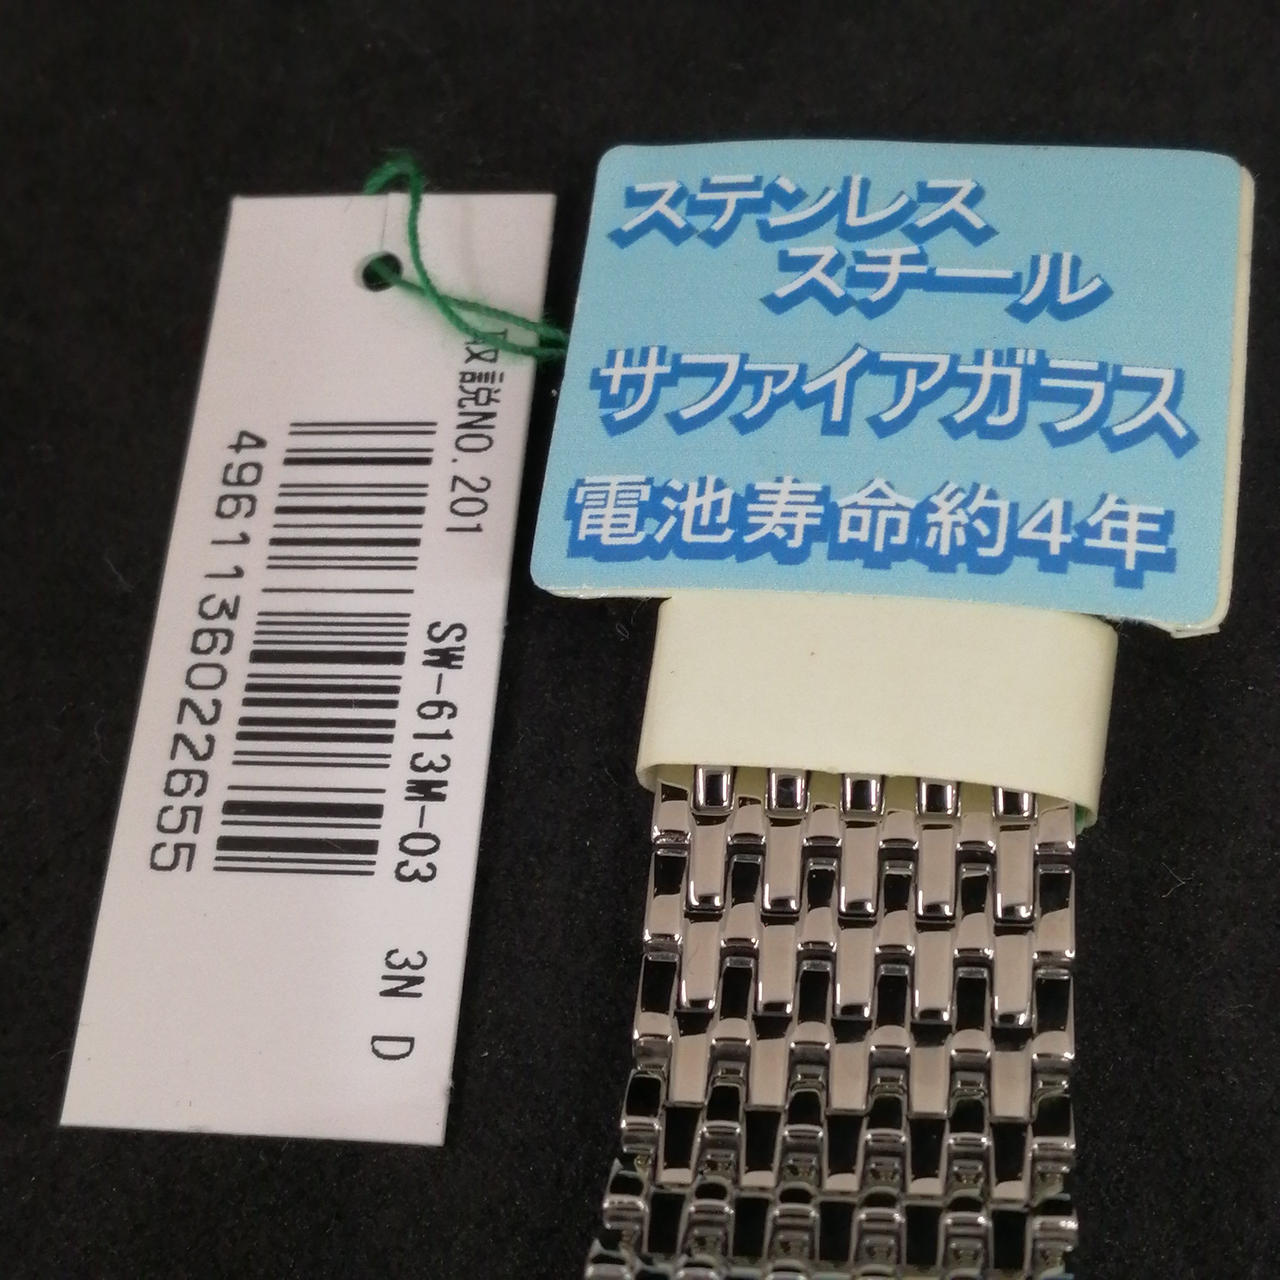 取説NO.201
SW-613M-03 3N D
4961136022655
ステンレス
スチール
サファイアガラス
電池寿命約4年